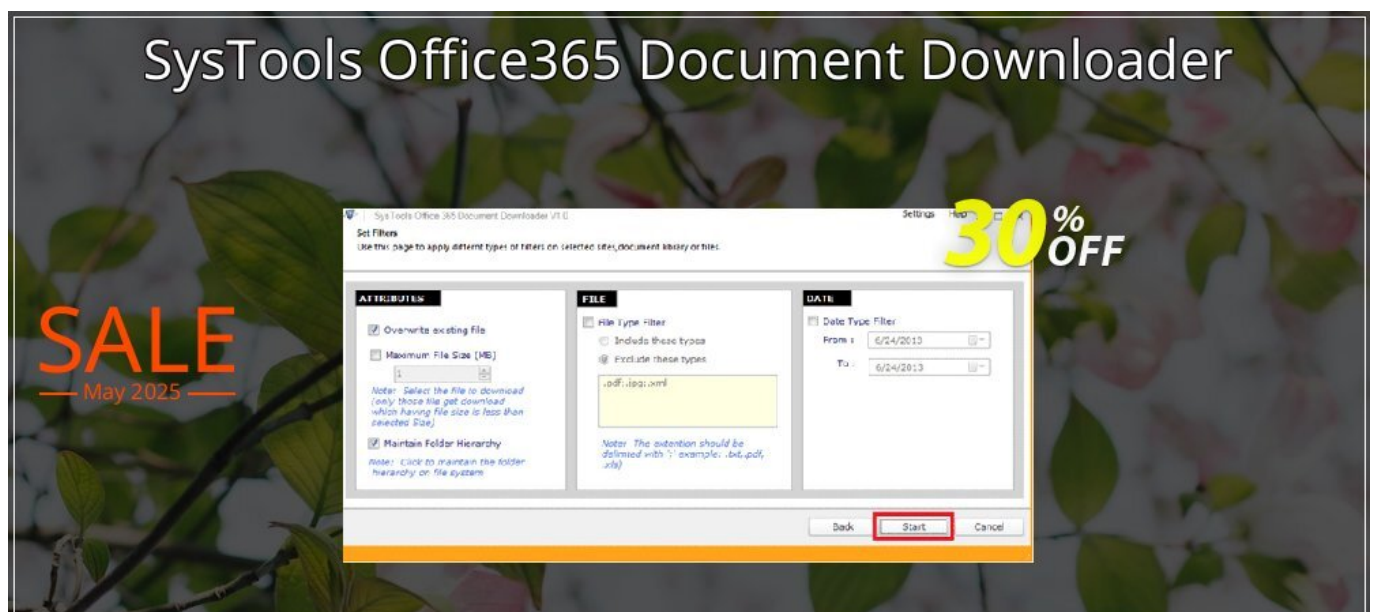 SysTools Office365 Document Downloader
SysTools Office 365 Document Downloader V1.0
Settings Help
Set Filters
Use this page to apply different types of filters on selected sites,document library or files.
30% OFF
SALE
May 2025
ATTRIBUTES
Overwrite existing file
Maximum File Size (MB)
1
Note: Select the file to download
(only those file get download
which having file size is less than
selected Size)
Maintain Folder Hierarchy
Note: Click to maintain the folder
hierarchy on file system
FILE
File Type Filter
Include these types
Exclude these types
.pdf;.jpg;.xml
Note: The extention should be
delimted with ';' example: .txt,.pdf,
.xls)
DATE
Date Type Filter
From : 6/24/2013
To : 6/24/2013
Back Start Cancel